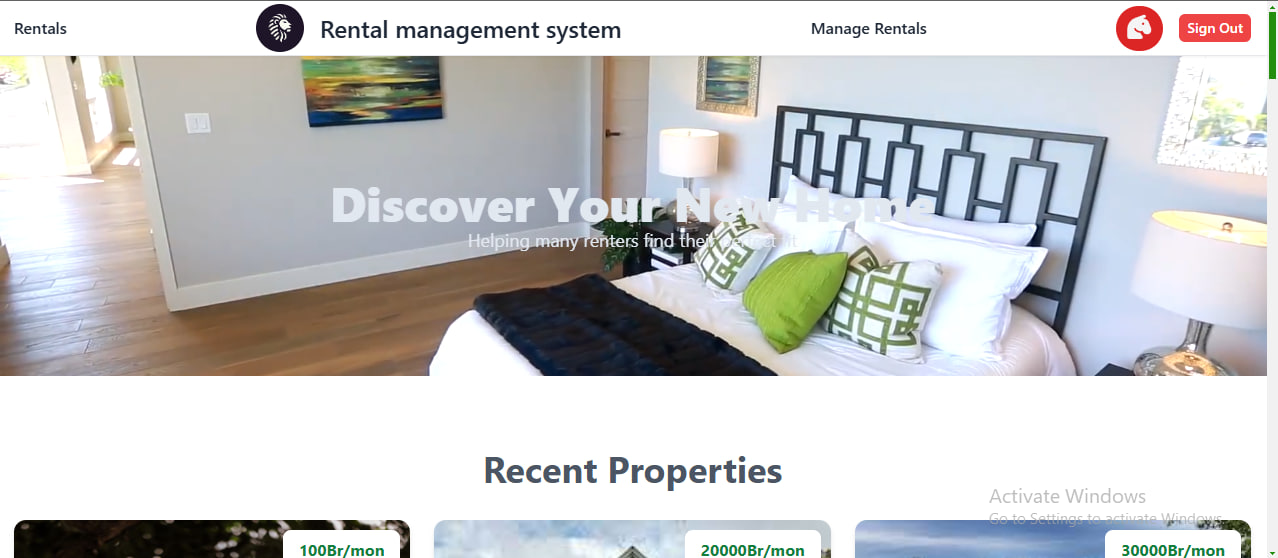 Rentals
Rental management system
Manage Rentals
Sign Out
Discover Your New Home
Helping many renters find their perfect fit
Recent Properties
Activate Windows
Go to Settings to activate Windows.
100Br/mon
20000Br/mon
30000Br/mon